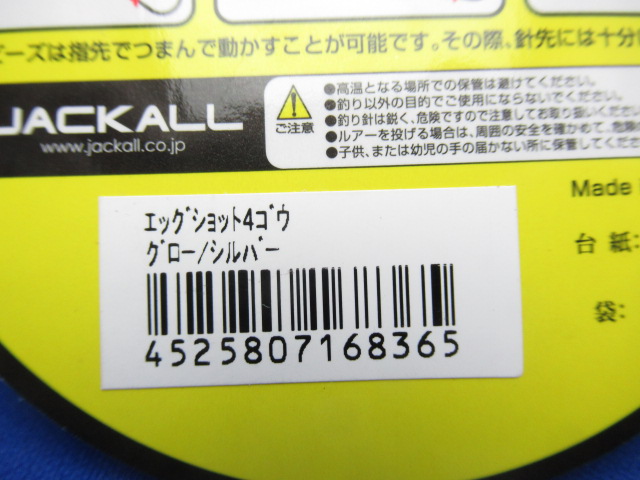 ビーズは指先でつまんで動かすことが可能です。その際、針先には十分
JACKALL
www.jackall.co.jp
ご注意
●高温となる場所での保管は避けてください。
●釣り以外の目的でご使用にならないでください。
●釣り針は鋭く、危険ですので注意してお取り扱いください。
●ルアーを投げる場合は、周囲の安全を確かめて、危険
●子供、または幼児の手の届かない所に保管してください。
Made
台 紙:
袋:
ｴｯｸﾞｼｮｯﾄ4ｺﾞｳ
ｸﾞﾛｰ/ｼﾙﾊﾞｰ
4525807168365